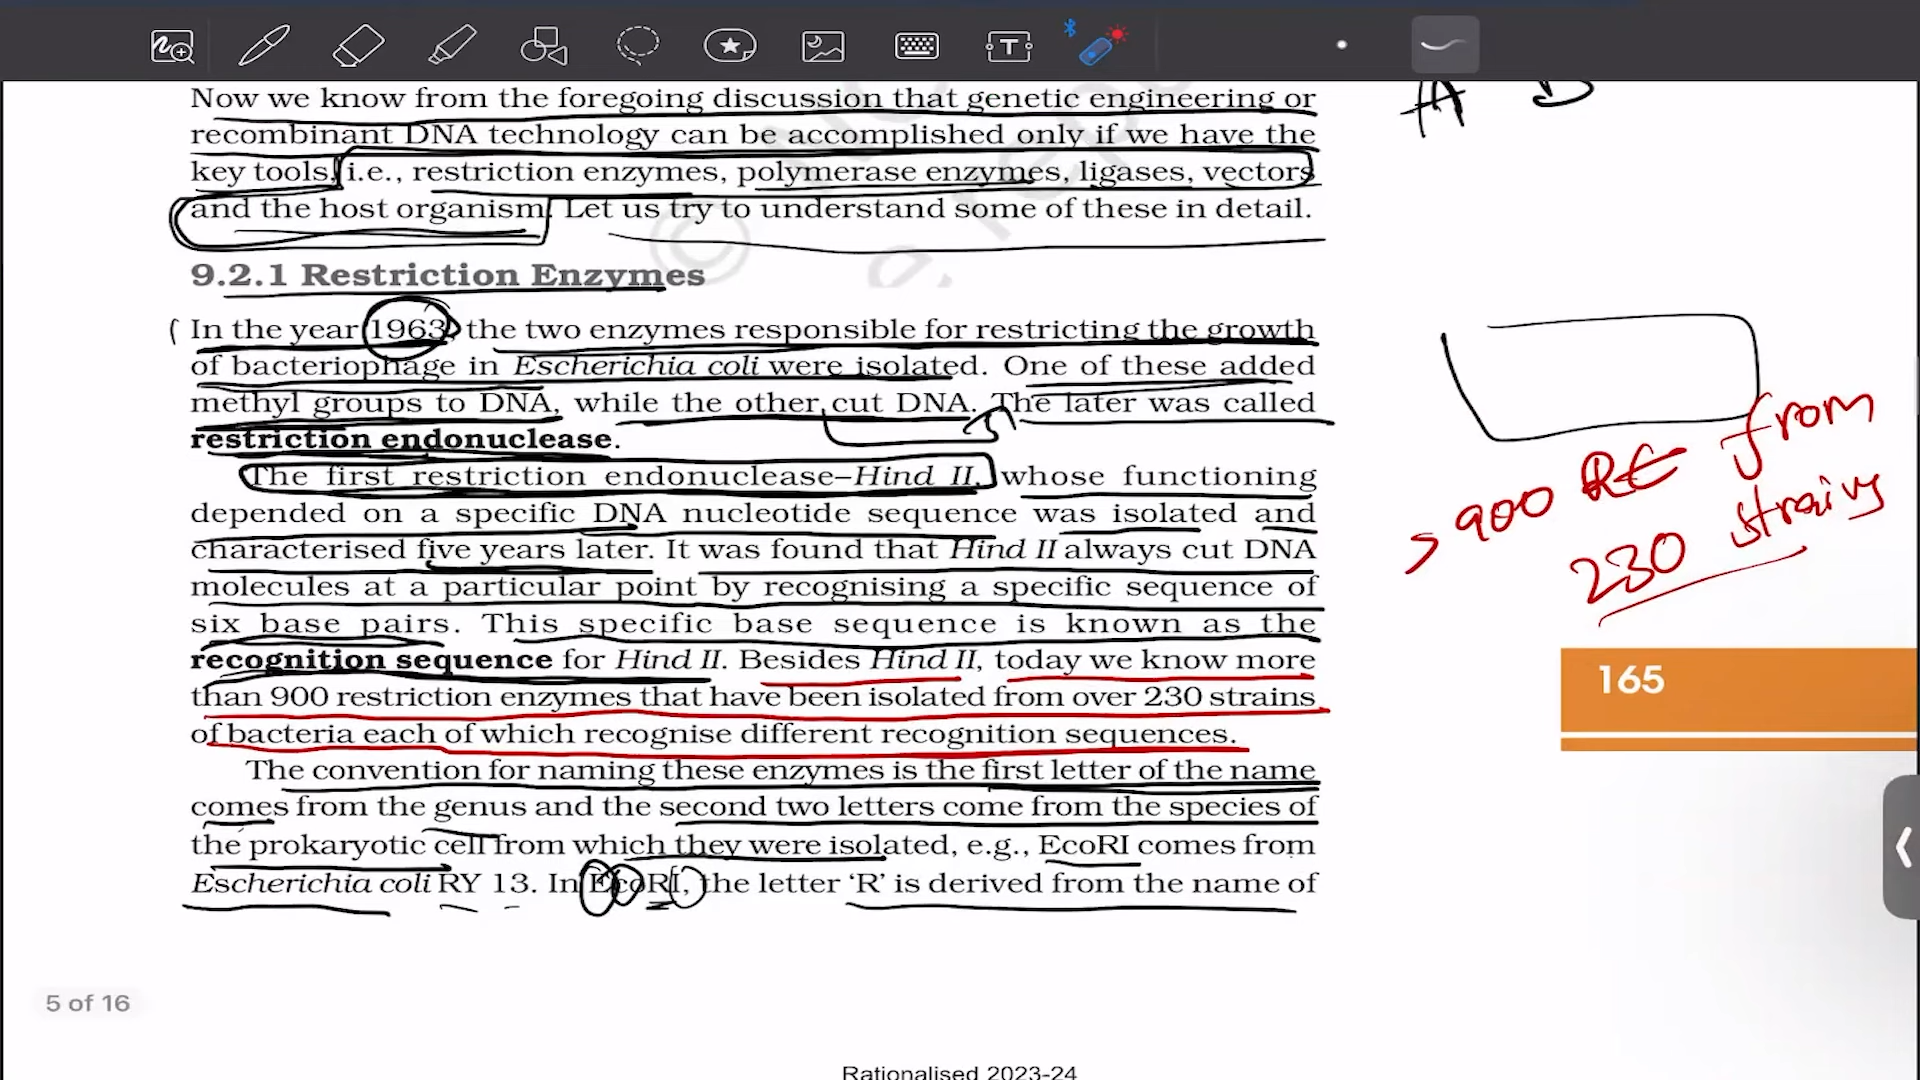 Now we know from the foregoing discussion that genetic engineering or
recombinant DNA technology can be accomplished only if we have the
key tools, i.e., restriction enzymes, polymerase enzymes, ligases, vectors
and the host organism. Let us try to understand some of these in detail.
9.2.1 Restriction Enzymes
In the year 1963, the two enzymes responsible for restricting the growth
of bacteriophage in Escherichia coli were isolated. One of these added
methyl groups to DNA, while the other cut DNA. The later was called
restriction endonuclease.
The first restriction endonuclease–Hind II, whose functioning
depended on a specific DNA nucleotide sequence was isolated and
characterised five years later. It was found that Hind II always cut DNA
molecules at a particular point by recognising a specific sequence of
six base pairs. This specific base sequence is known as the
recognition sequence for Hind II. Besides Hind II, today we know more
than 900 restriction enzymes that have been isolated from over 230 strains
of bacteria each of which recognise different recognition sequences.
The convention for naming these enzymes is the first letter of the name
comes from the genus and the second two letters come from the species of
the prokaryotic cell from which they were isolated, e.g., EcoRI comes from
Escherichia coli RY 13. In EcoRI, the letter ‘R’ is derived from the name of
>900 RE from
230 strains
165
5 of 16
Rationalised 2023-24